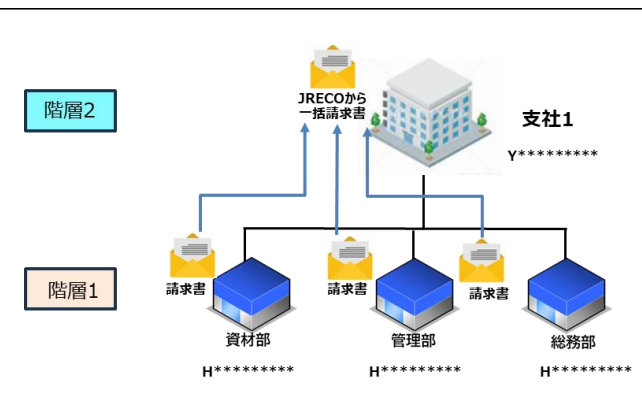 JRECOから
一括請求書
階層2
支社1
Y*********
階層1
請求書
請求書
請求書
資材部
管理部
総務部
H*********
H*********
H*********